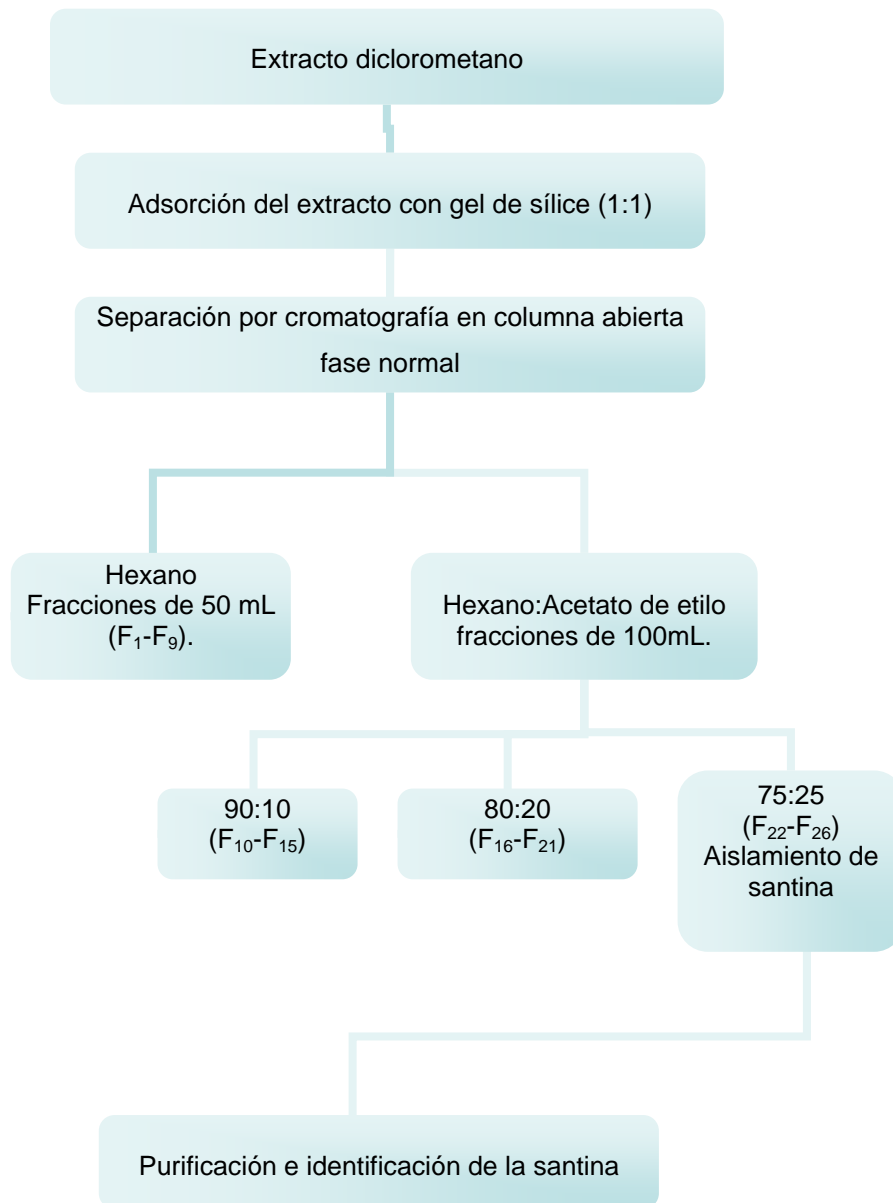 Extracto diclorometano
Adsorción del extracto con gel de sílice (1:1)
Separación por cromatografía en columna abierta
fase normal
Hexano
Fracciones de 50 mL
(F₁-F₉).
Hexano:Acetato de etilo
fracciones de 100mL.
90:10
(F₁₀-F₁₅)
80:20
(F₁₆-F₂₁)
75:25
(F₂₂-F₂₆)
Aislamiento de
santina
Purificación e identificación de la santina